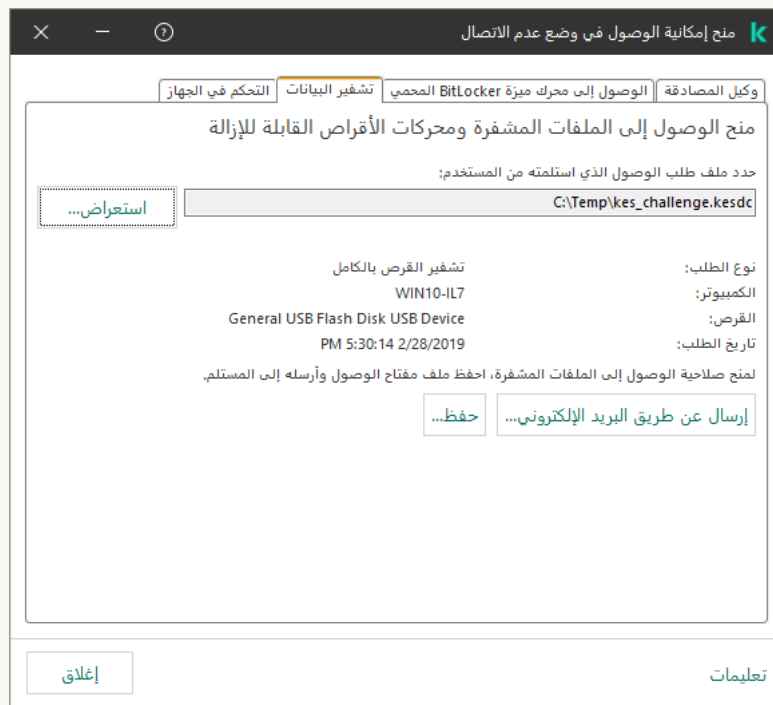 منح إمكانية الوصول في وضع عدم الاتصال
وكيل المصادقة الوصول إلى محرك ميزة BitLocker المحمي تشفير البيانات التحكم في الجهاز
منح الوصول إلى الملفات المشفرة ومحركات الأقراص القابلة للإزالة
حدد ملف طلب الوصول الذي استلمته من المستخدم:
C:\Temp\kes_challenge.kesdc استعراض...
نوع الطلب: تشفير القرص بالكامل
الكمبيوتر: WIN10-IL7
القرص: General USB Flash Disk USB Device
تاريخ الطلب: PM 5:30:14 2/28/2019
لمنح صلاحية الوصول إلى الملفات المشفرة، احفظ ملف مفتاح الوصول وأرسله إلى المستلم.
إرسال عن طريق البريد الإلكتروني... حفظ...
تعليمات إغلاق